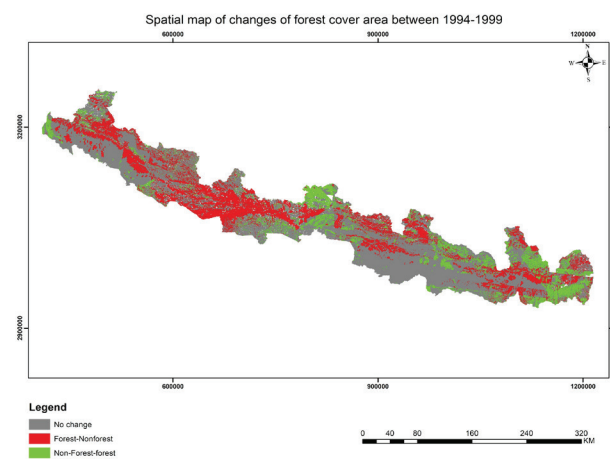 Spatial map of changes of forest cover area between 1994-1999
600000 900000 1200000
N
W E
S
3200000
2900000
600000 900000 1200000
Legend
No change
Forest-Nonforest
Non-Forest-forest
0 40 80 160 240 320
KM